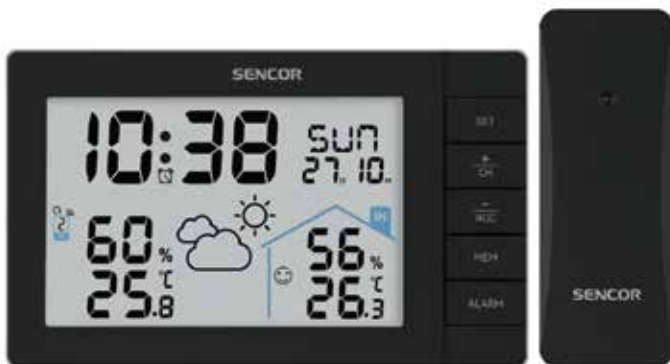 SENCOR
10:38
SUN
27. 10.
IN
2
60 %
25.8 °C
56 %
26.3 °C
SET
+
CH
-
RCC
MEM
ALARM
SENCOR